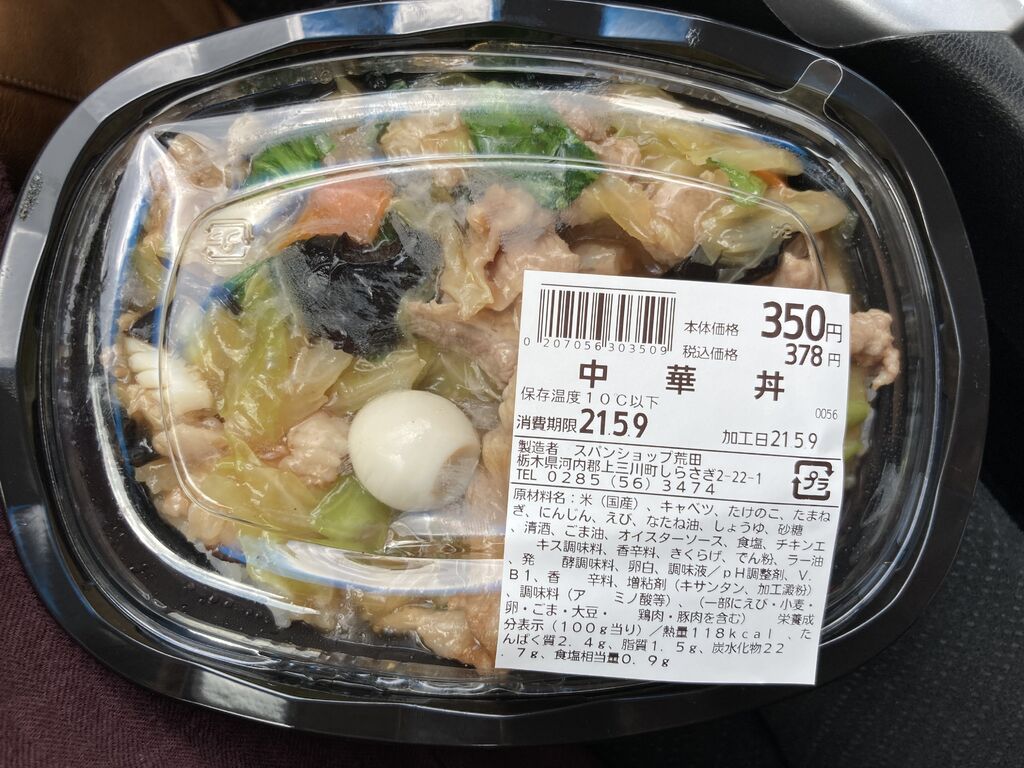 本体価格 350円
税込価格 378円
0 207056 303509
中 華 丼
保存温度10℃以下
0056
消費期限21.5.9 加工日21.5.9
製造者 スパンショップ荒田
栃木県河内郡上三川町しらさぎ2-22-1
TEL 0285(56)3474
プラ
原材料名:米(国産)、キャベツ、たけのこ、たまね
ぎ、にんじん、えび、なたね油、しょうゆ、砂糖
、清酒、ごま油、オイスターソース、食塩、チキンエ
キス調味料、香辛料、きくらげ、でん粉、ラー油
、発 酵調味料、卵白、調味液/pH調整剤、V.
B1、香 辛料、増粘剤(キサンタン、加工澱粉)
、調味料(ア ミノ酸等)、(一部にえび・小麦・
卵・ごま・大豆・ 鶏肉・豚肉を含む) 栄養成
分表示(100g当り)/熱量118kcal 、た
んぱく質2.4g、脂質1.5g、炭水化物22
.7g、食塩相当量0.9g